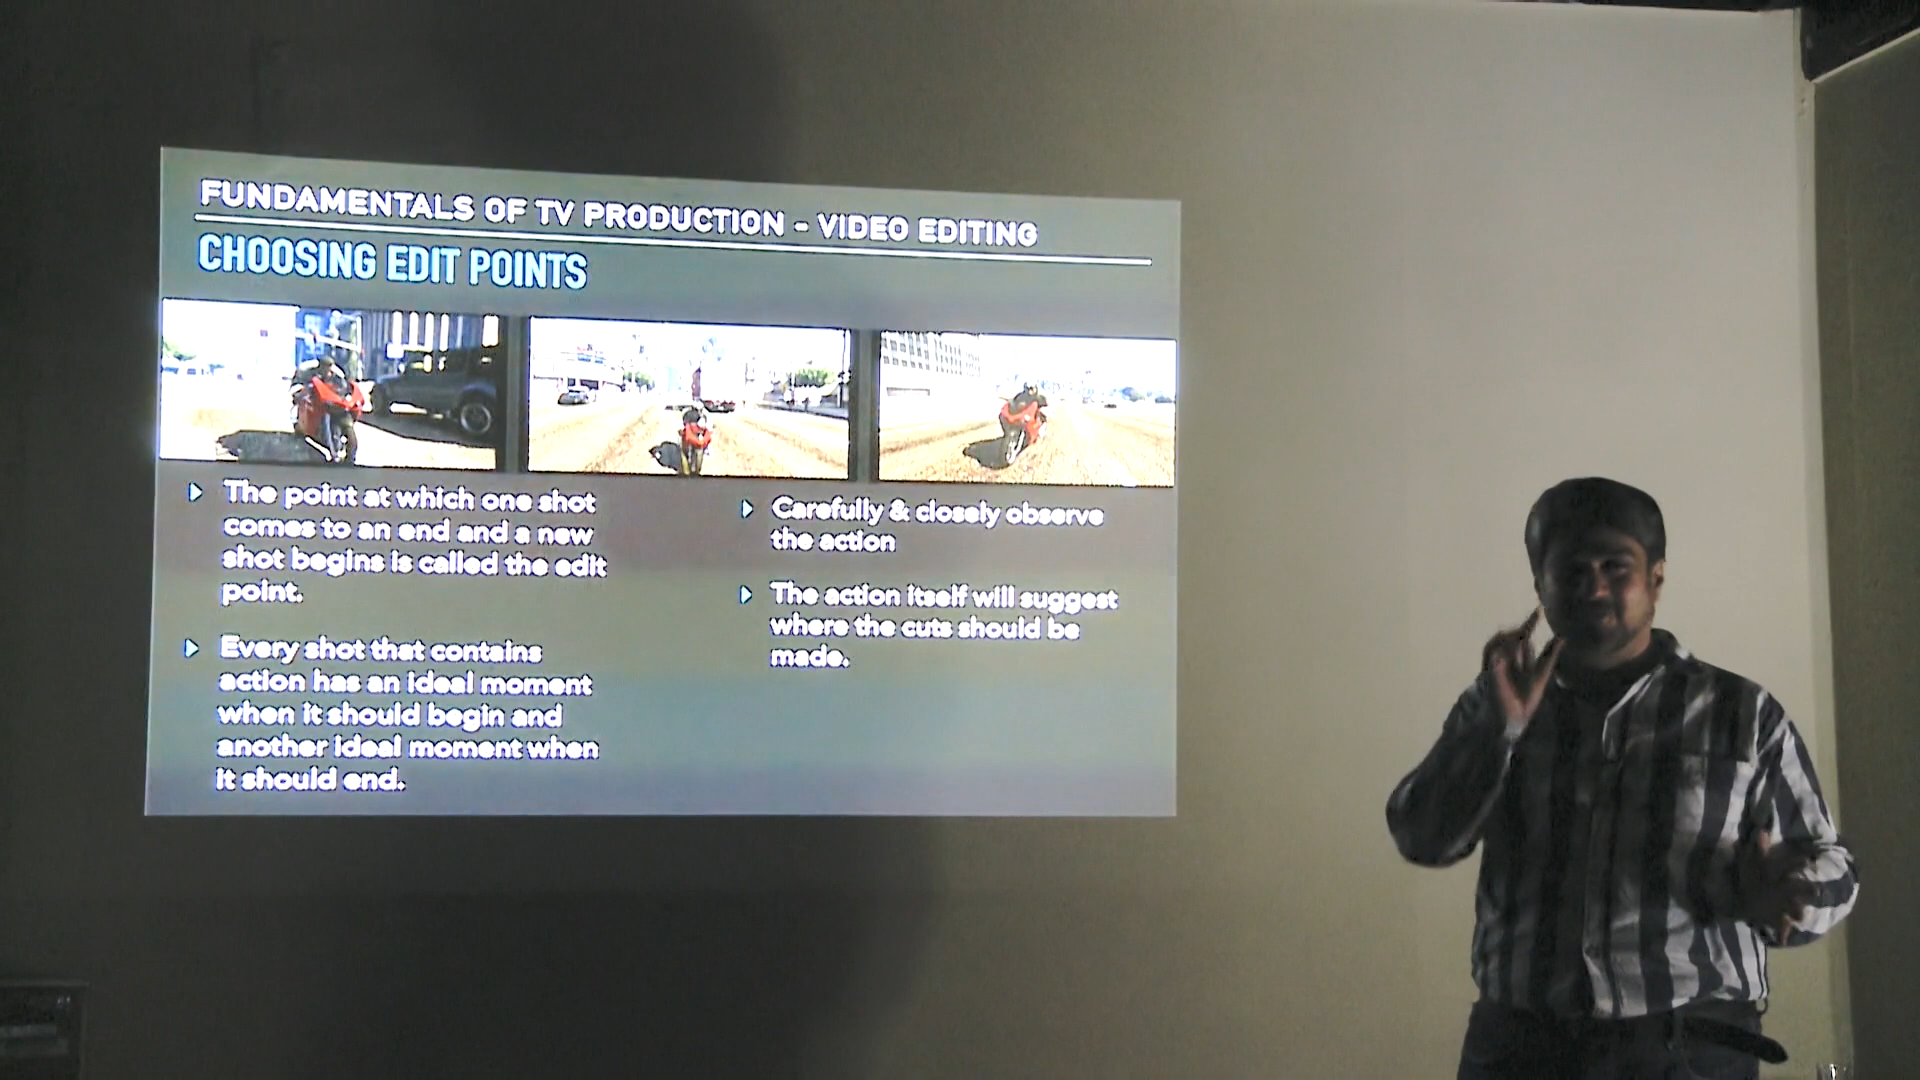 FUNDAMENTALS OF TV PRODUCTION - VIDEO EDITING
CHOOSING EDIT POINTS
The point at which one shot
comes to an end and a new
shot begins is called the edit
point.
Every shot that contains
action has an ideal moment
when it should begin and
another ideal moment when
it should end.
Carefully & closely observe
the action
The action itself will suggest
where the cuts should be
made.